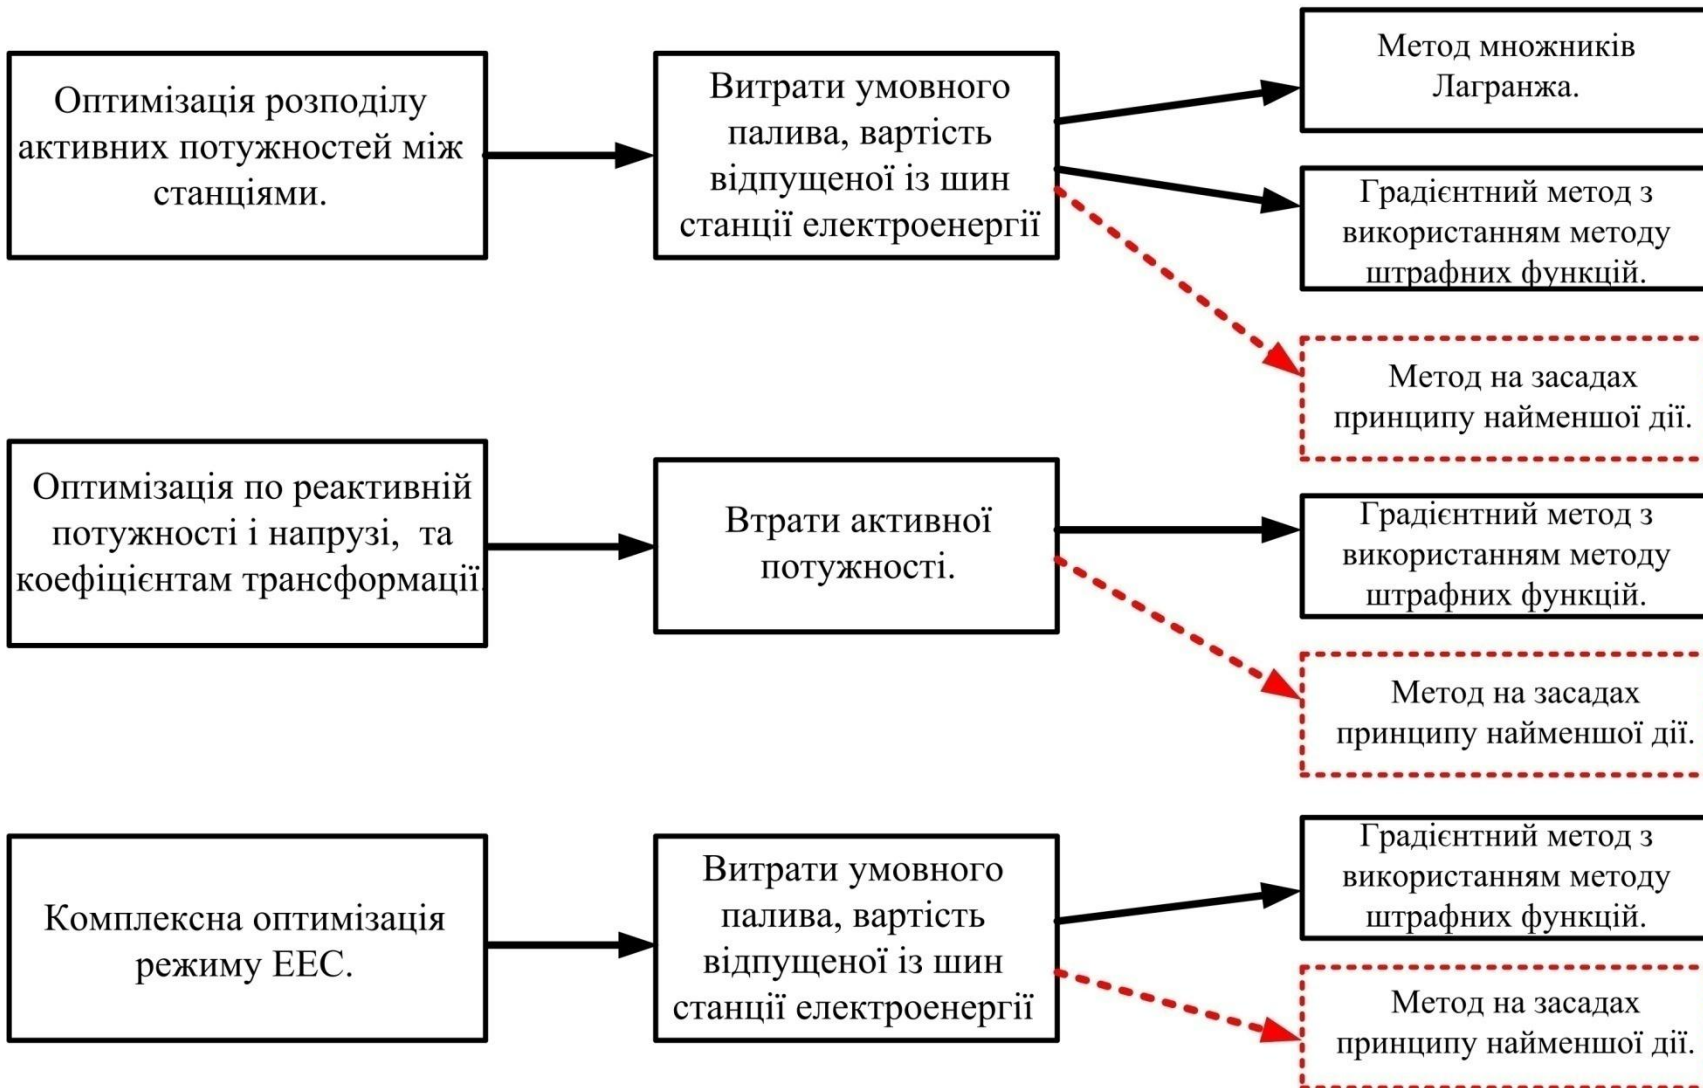 Оптимізація розподілу
активних потужностей між
станціями.
Витрати умовного
палива, вартість
відпущеної із шин
станції електроенергії
Метод множників
Лагранжа.
Градієнтний метод з
використанням методу
штрафних функцій.
Метод на засадах
принципу найменшої дії.
Оптимізація по реактивній
потужності і напрузі, та
коефіцієнтам трансформації.
Втрати активної
потужності.
Градієнтний метод з
використанням методу
штрафних функцій.
Метод на засадах
принципу найменшої дії.
Комплексна оптимізація
режиму ЕЕС.
Витрати умовного
палива, вартість
відпущеної із шин
станції електроенергії
Градієнтний метод з
використанням методу
штрафних функцій.
Метод на засадах
принципу найменшої дії.